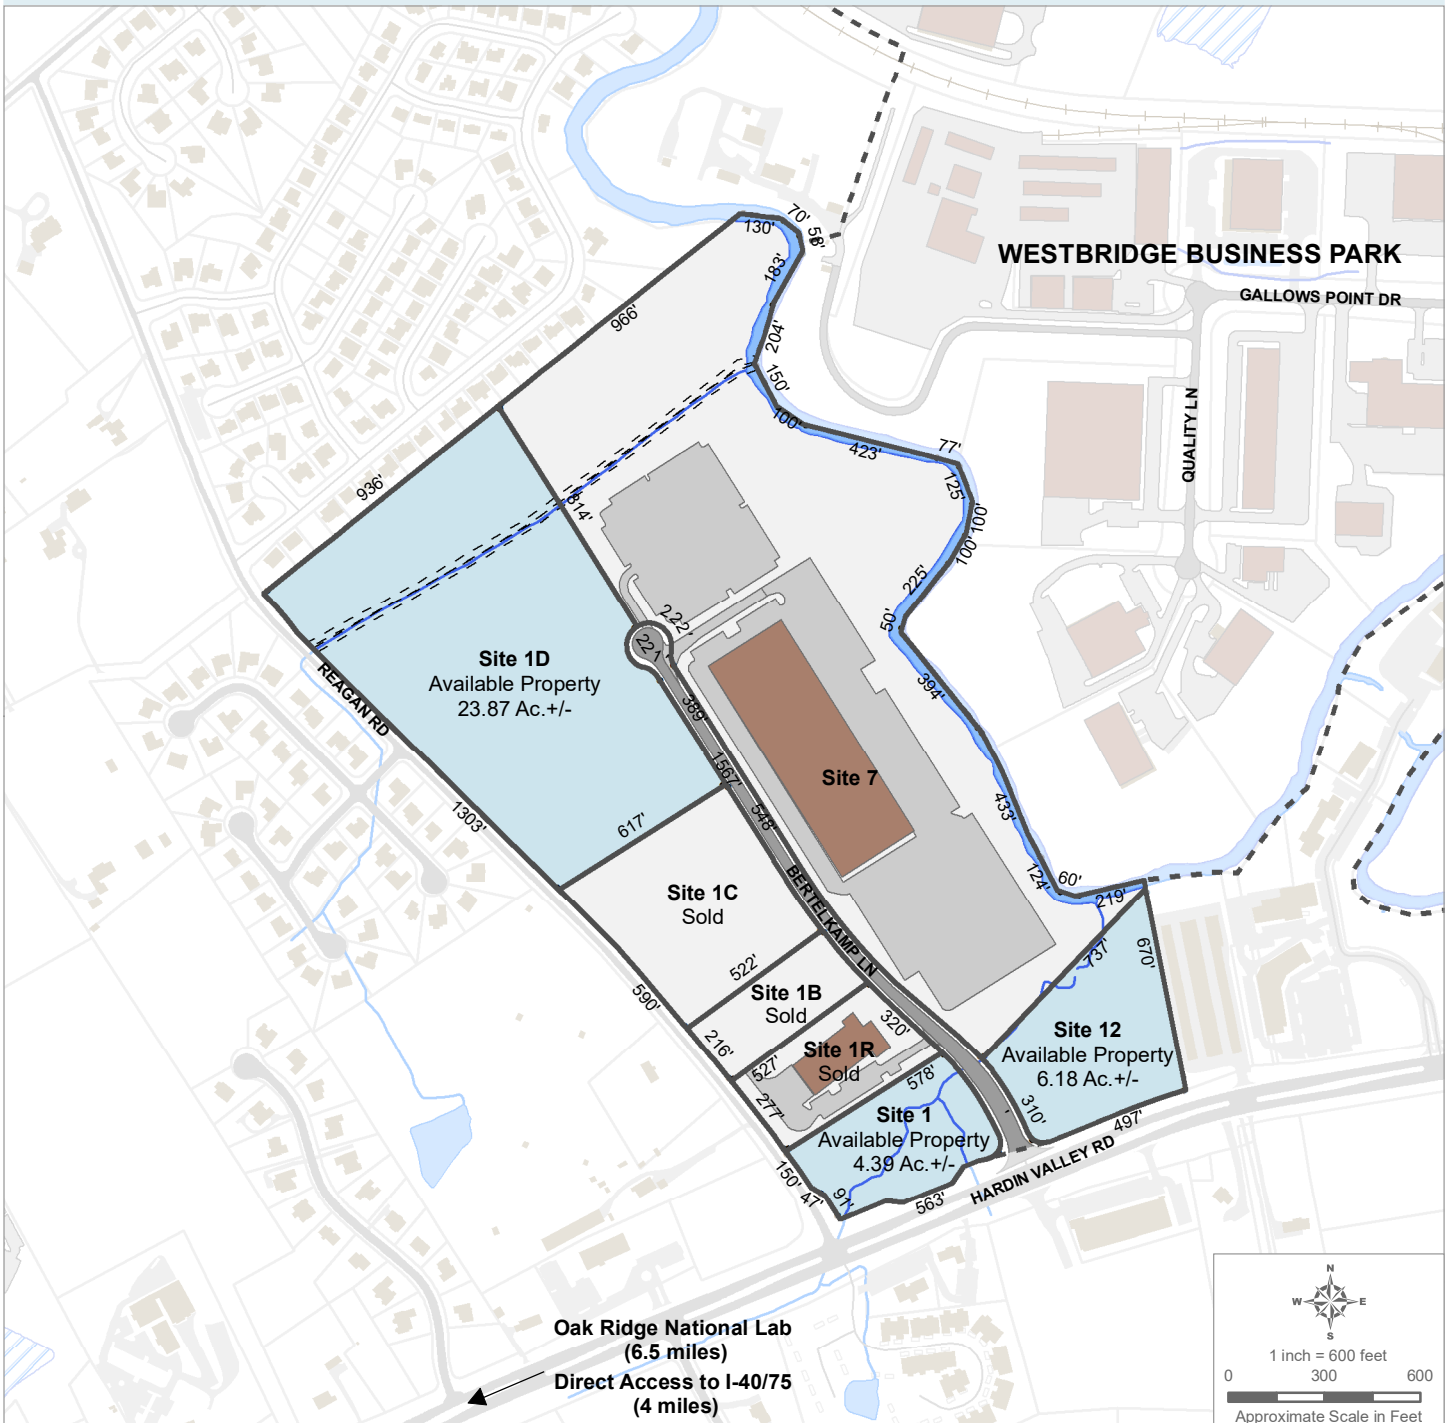 70'
58'
130'
183'
WESTBRIDGE BUSINESS PARK
GALLOWS POINT DR
966'
204'
150'
100'
423'
77'
QUALITY LN
936'
125'
314'
100'
100'
225'
50'
222'
221'
Site 1D
Available Property
23.87 Ac.+/-
REAGAN RD
394'
389'
1567'
Site 7
548'
433'
1303'
617'
BERTELKAMP LN
124'
60'
219'
Site 1C
Sold
737'
670'
522'
590'
Site 1B
Sold
320'
216'
527'
Site 1R
Sold
277'
578'
Site 12
Available Property
6.18 Ac.+/-
310'
497'
Site 1
Available Property
4.39 Ac.+/-
150'
47'
91'
563'
HARDIN VALLEY RD
Oak Ridge National Lab
(6.5 miles)
Direct Access to I-40/75
(4 miles)
N
W
E
S
1 inch = 600 feet
0 300 600
Approximate Scale in Feet